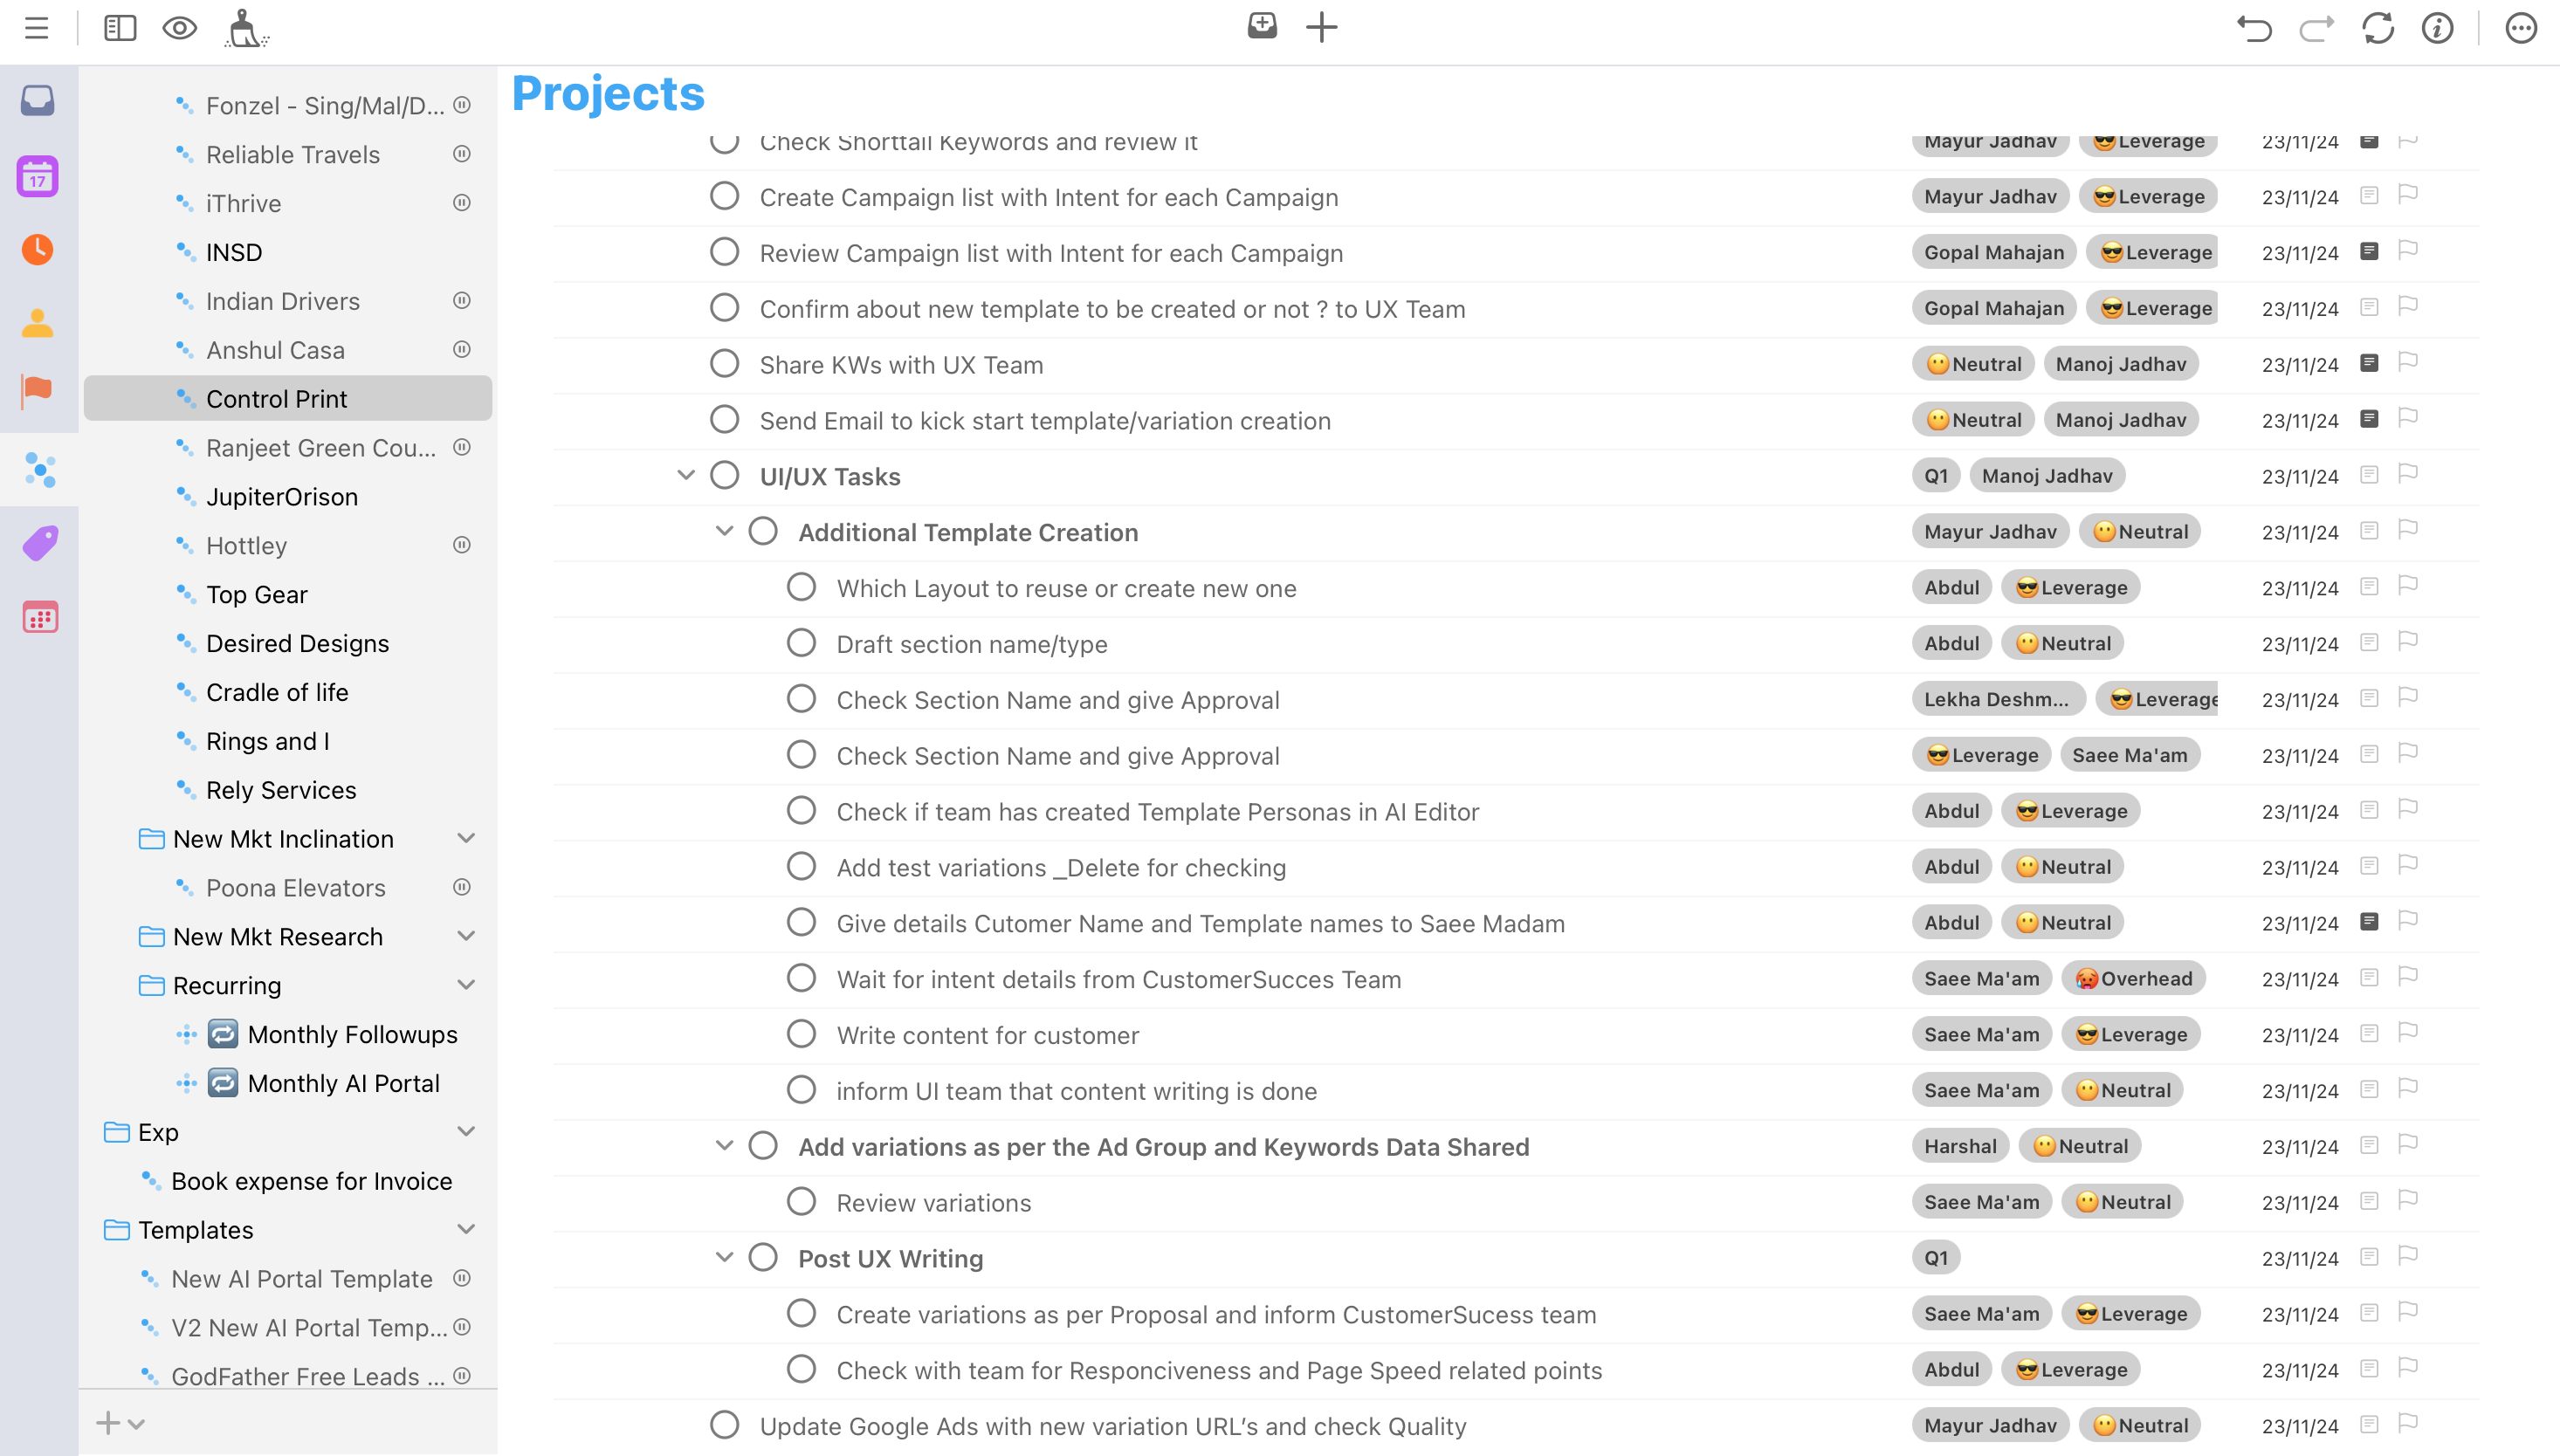 17
Fonzel - Sing/Mal/D...
Reliable Travels
iThrive
INSD
Indian Drivers
Anshul Casa
Control Print
Ranjeet Green Cou...
JupiterOrison
Hottley
Top Gear
Desired Designs
Cradle of life
Rings and I
Rely Services
New Mkt Inclination
Poona Elevators
New Mkt Research
Recurring
Monthly Followups
Monthly AI Portal
Exp
Book expense for Invoice
Templates
New AI Portal Template
V2 New AI Portal Temp...
GodFather Free Leads ...
Projects
Check Shorttail Keywords and review it Mayur Jadhav 😎Leverage 23/11/24
Create Campaign list with Intent for each Campaign Mayur Jadhav 😎Leverage 23/11/24
Review Campaign list with Intent for each Campaign Gopal Mahajan 😎Leverage 23/11/24
Confirm about new template to be created or not ? to UX Team Gopal Mahajan 😎Leverage 23/11/24
Share KWs with UX Team 😶Neutral Manoj Jadhav 23/11/24
Send Email to kick start template/variation creation 😶Neutral Manoj Jadhav 23/11/24
UI/UX Tasks Q1 Manoj Jadhav 23/11/24
Additional Template Creation Mayur Jadhav 😶Neutral 23/11/24
Which Layout to reuse or create new one Abdul 😎Leverage 23/11/24
Draft section name/type Abdul 😶Neutral 23/11/24
Check Section Name and give Approval Lekha Deshm... 😎Leverage 23/11/24
Check Section Name and give Approval 😎Leverage Saee Ma'am 23/11/24
Check if team has created Template Personas in AI Editor Abdul 😎Leverage 23/11/24
Add test variations _Delete for checking Abdul 😶Neutral 23/11/24
Give details Cutomer Name and Template names to Saee Madam Abdul 😶Neutral 23/11/24
Wait for intent details from CustomerSucces Team Saee Ma'am 🥵Overhead 23/11/24
Write content for customer Saee Ma'am 😎Leverage 23/11/24
inform UI team that content writing is done Saee Ma'am 😶Neutral 23/11/24
Add variations as per the Ad Group and Keywords Data Shared Harshal 😶Neutral 23/11/24
Review variations Saee Ma'am 😶Neutral 23/11/24
Post UX Writing Q1 23/11/24
Create variations as per Proposal and inform CustomerSucess team Saee Ma'am 😎Leverage 23/11/24
Check with team for Responciveness and Page Speed related points Abdul 😎Leverage 23/11/24
Update Google Ads with new variation URL's and check Quality Mayur Jadhav 😶Neutral 23/11/24